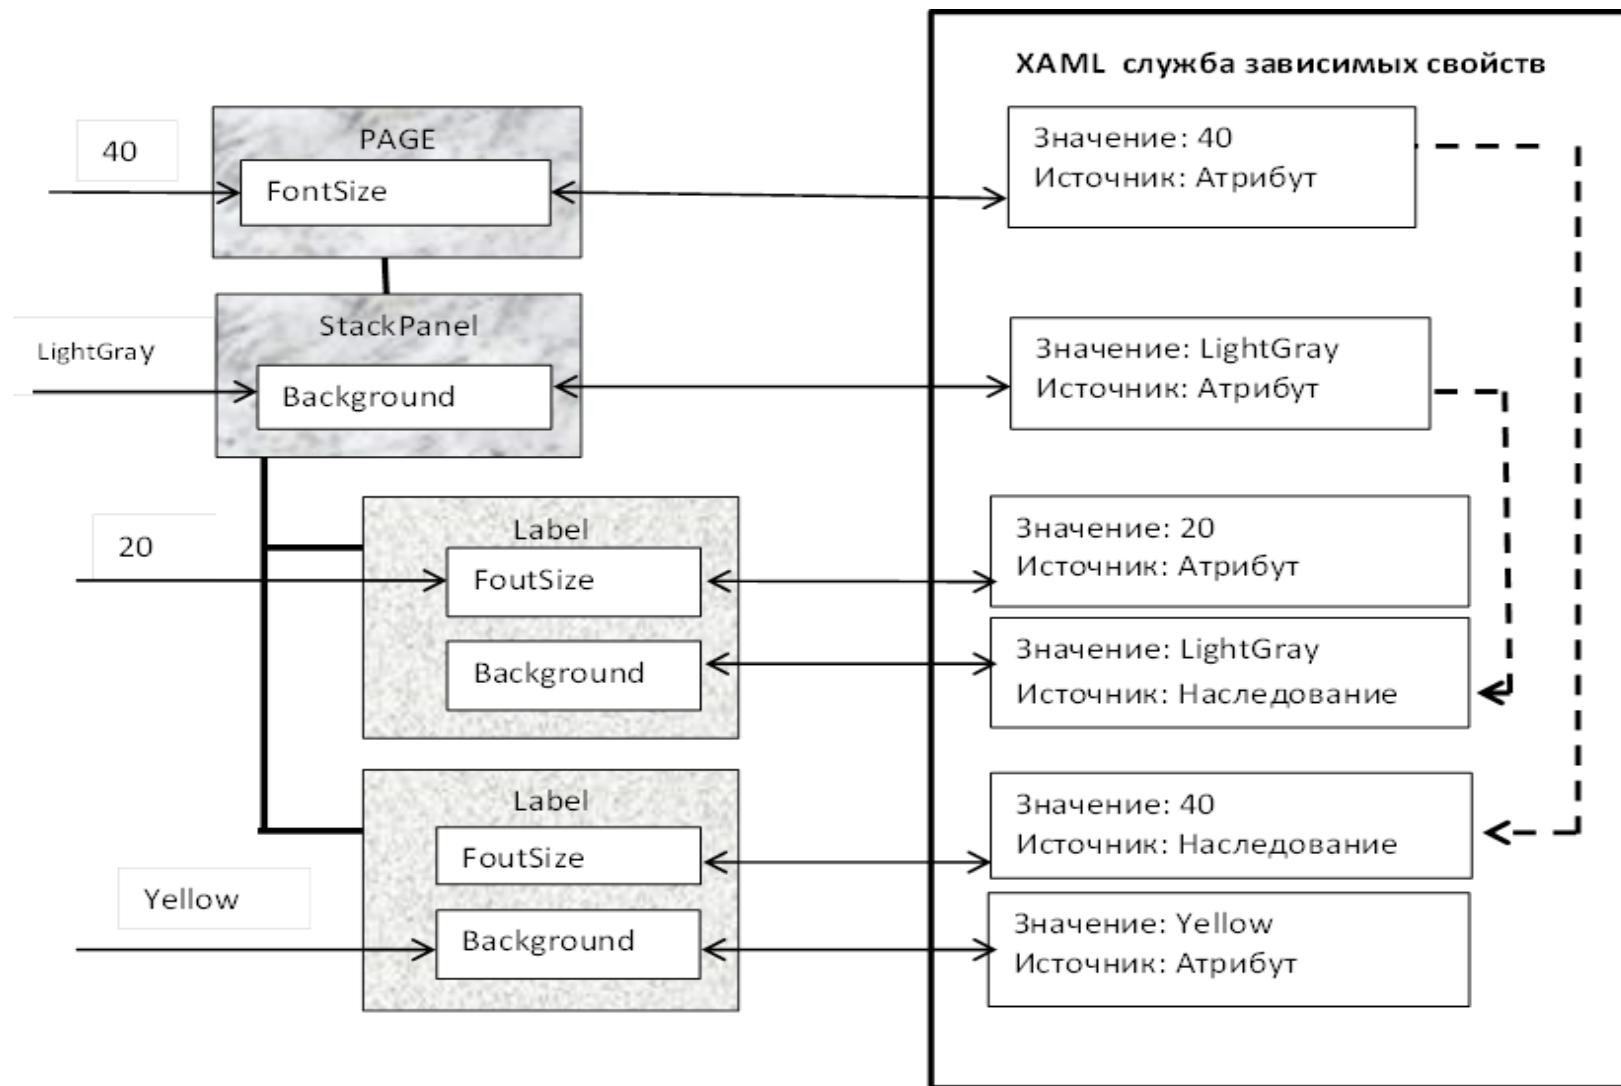 XAML служба зависимых свойств
40
PAGE
FontSize
Значение: 40
Источник: Атрибут
LightGray
StackPanel
Background
Значение: LightGray
Источник: Атрибут
20
Label
FoutSize
Background
Значение: 20
Источник: Атрибут
Значение: LightGray
Источник: Наследование
Yellow
Label
FoutSize
Background
Значение: 40
Источник: Наследование
Значение: Yellow
Источник: Атрибут